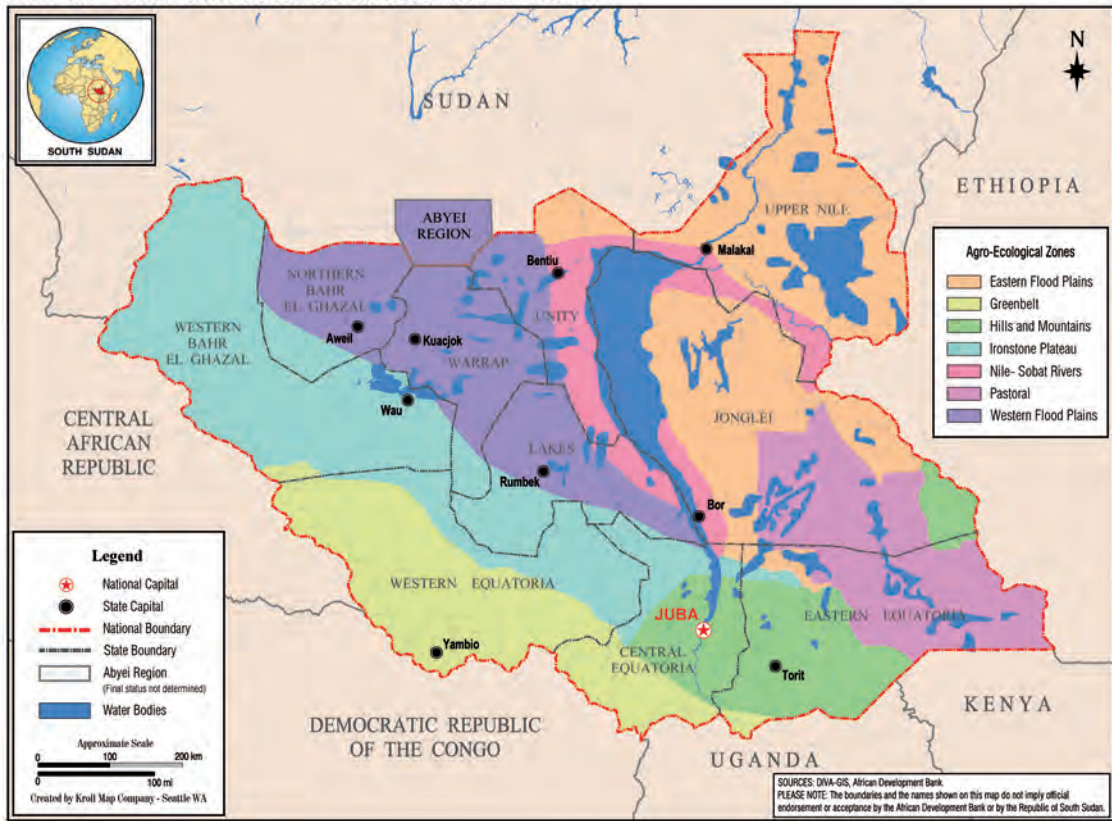 SOUTH SUDAN
SUDAN
N
ETHIOPIA
UPPER NILE
ABYEI
REGION
Malakal
Bentiu
NORTHERN
BAHR
EL GHAZAL
UNITY
WESTERN
BAHR
EL GHAZAL
Aweil
Kuacjok
WARRAP
Wau
JONGLEI
CENTRAL
AFRICAN
REPUBLIC
LAKES
Rumbek
Bor
WESTERN EQUATORIA
JUBA
EASTERN EQUATORIA
CENTRAL
EQUATORIA
Yambio
Torit
DEMOCRATIC REPUBLIC
OF THE CONGO
UGANDA
KENYA
Agro-Ecological Zones
Eastern Flood Plains
Greenbelt
Hills and Mountains
Ironstone Plateau
Nile- Sobat Rivers
Pastoral
Western Flood Plains
Legend
National Capital
State Capital
National Boundary
State Boundary
Abyei Region
(Final status not determined)
Water Bodies
Approximate Scale
0 100 200 km
0 100 mi
Created by Kroll Map Company - Seattle WA
SOURCES: DIVA-GIS, African Development Bank.
PLEASE NOTE: The boundaries and the names shown on this map do not imply official
endorsement or acceptance by the African Development Bank or by the Republic of South Sudan.